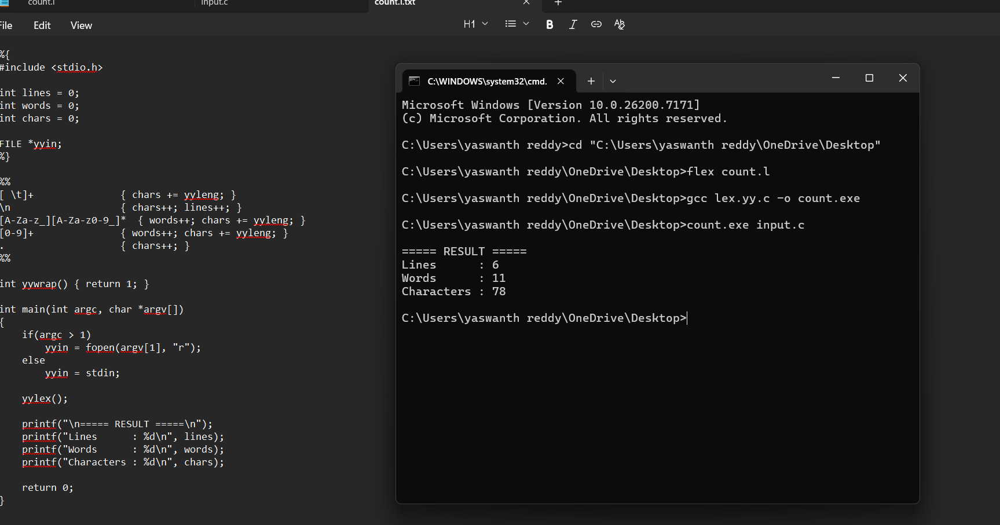 count.l input.c count.l.txt
File Edit View H1 B I
%{
#include <stdio.h>
int lines = 0;
int words = 0;
int chars = 0;
FILE *yyin;
%}
%%
[ \t]+ { chars += yyleng; }
\n { chars++; lines++; }
[A-Za-z_][A-Za-z0-9_]* { words++; chars += yyleng; }
[0-9]+ { words++; chars += yyleng; }
. { chars++; }
%%
int yywrap() { return 1; }
int main(int argc, char *argv[])
{
if(argc > 1)
yyin = fopen(argv[1], "r");
else
yyin = stdin;
yylex();
printf("\n===== RESULT =====\n");
printf("Lines : %d\n", lines);
printf("Words : %d\n", words);
printf("Characters : %d\n", chars);
return 0;
}
C:\WINDOWS\system32\cmd.
Microsoft Windows [Version 10.0.26200.7171]
(c) Microsoft Corporation. All rights reserved.
C:\Users\yaswanth reddy>cd "C:\Users\yaswanth reddy\OneDrive\Desktop"
C:\Users\yaswanth reddy\OneDrive\Desktop>flex count.l
C:\Users\yaswanth reddy\OneDrive\Desktop>gcc lex.yy.c -o count.exe
C:\Users\yaswanth reddy\OneDrive\Desktop>count.exe input.c
===== RESULT =====
Lines : 6
Words : 11
Characters : 78
C:\Users\yaswanth reddy\OneDrive\Desktop>